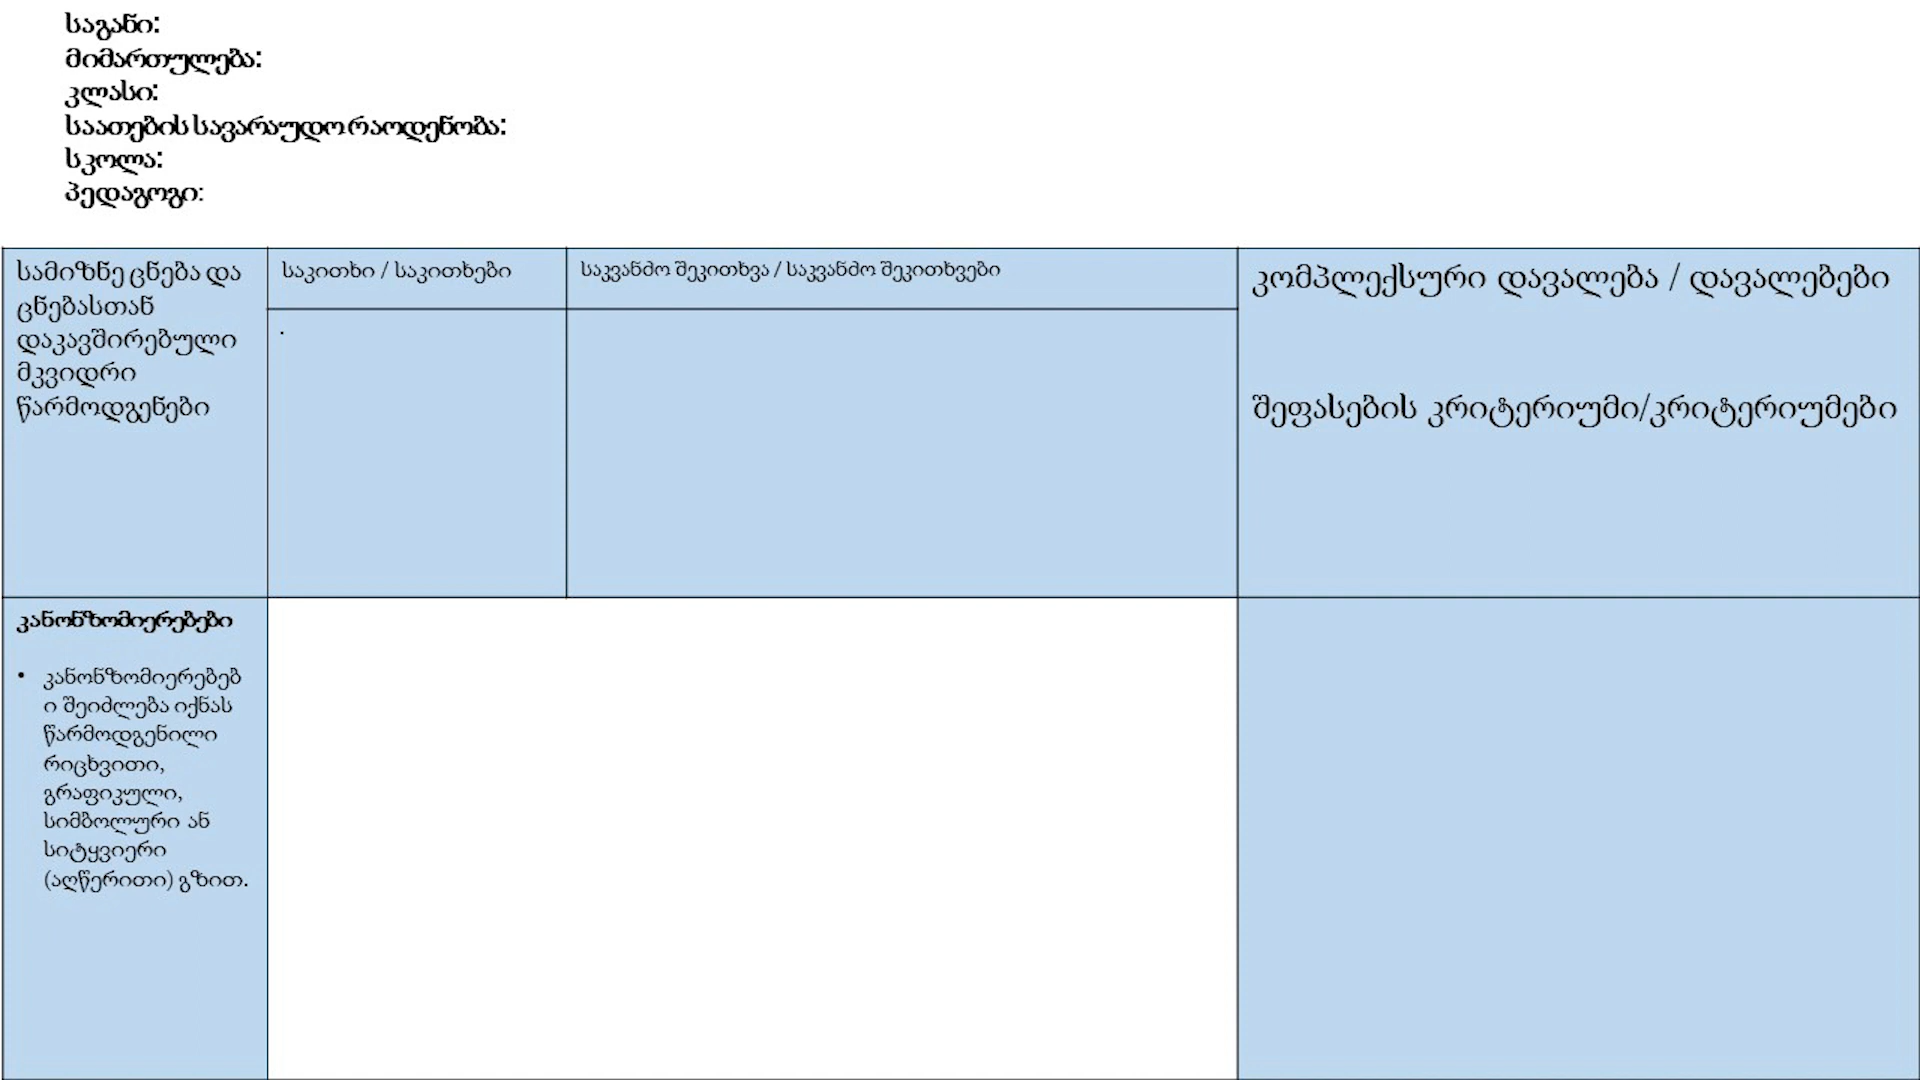 საგანი:
მიმართულება:
კლასი:
საათების სავარაუდო რაოდენობა:
სკოლა:
პედაგოგი:
სამიზნე ცნება და
ცნებასთან
დაკავშირებული
მკვიდრი
წარმოდგენები
საკითხი / საკითხები
.
საკვანძო შეკითხვა / საკვანძო შეკითხვები
კომპლექსური დავალება / დავალებები
შეფასების კრიტერიუმი/კრიტერიუმები
კანონზომიერებები
• კანონზომიერებებ
ი შეიძლება იქნას
წარმოდგენილი
რიცხვითი,
გრაფიკული,
სიმბოლური ან
სიტყვიერი
(აღწერითი) გზით.